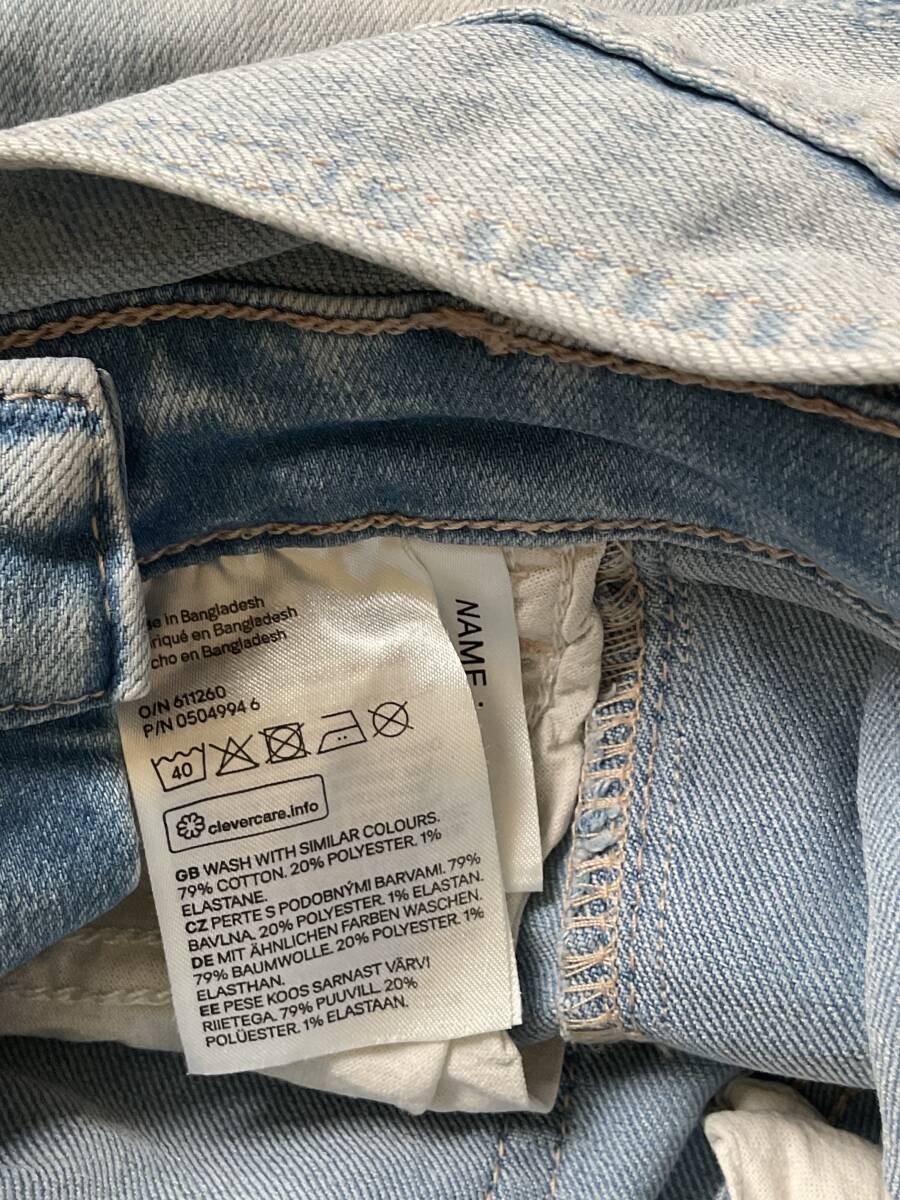 e in Bangladesh
riqué en Bangladesh
cho en Bangladesh
O/N 611260
P/N 0504994 6
40
clevercare.info
GB WASH WITH SIMILAR COLOURS.
79% COTTON. 20% POLYESTER. 1%
ELASTANE.
CZ PERTE S PODOBNÝMI BARVAMI. 79%
BAVLNA. 20% POLYESTER. 1% ELASTAN.
DE MIT ÄHNLICHEN FARBEN WASCHEN.
79% BAUMWOLLE. 20% POLYESTER. 1%
ELASTHAN.
EE PESE KOOS SARNAST VÄRVI
RIIETEGA. 79% PUUVILL. 20%
POLÜESTER. 1% ELASTAAN.
NAME.